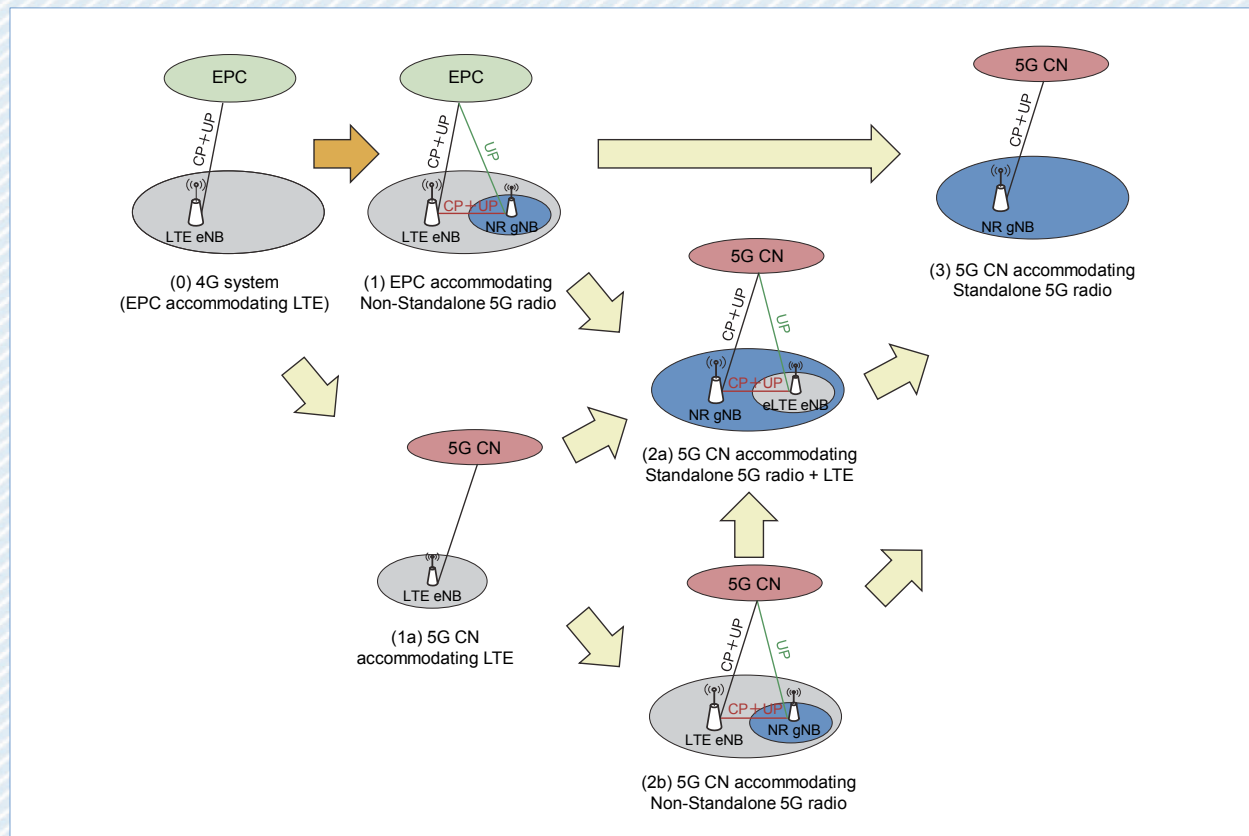 EPC
CP+UP
LTE eNB
(0) 4G system
(EPC accommodating LTE)
EPC
CP+UP
UP
CP+UP
LTE eNB
NR gNB
(1) EPC accommodating
Non-Standalone 5G radio
5G CN
CP+UP
NR gNB
(3) 5G CN accommodating
Standalone 5G radio
5G CN
CP+UP
UP
CP+UP
NR gNB
eLTE eNB
(2a) 5G CN accommodating
Standalone 5G radio + LTE
5G CN
LTE eNB
(1a) 5G CN
accommodating LTE
5G CN
CP+UP
UP
CP+UP
LTE eNB
NR gNB
(2b) 5G CN accommodating
Non-Standalone 5G radio